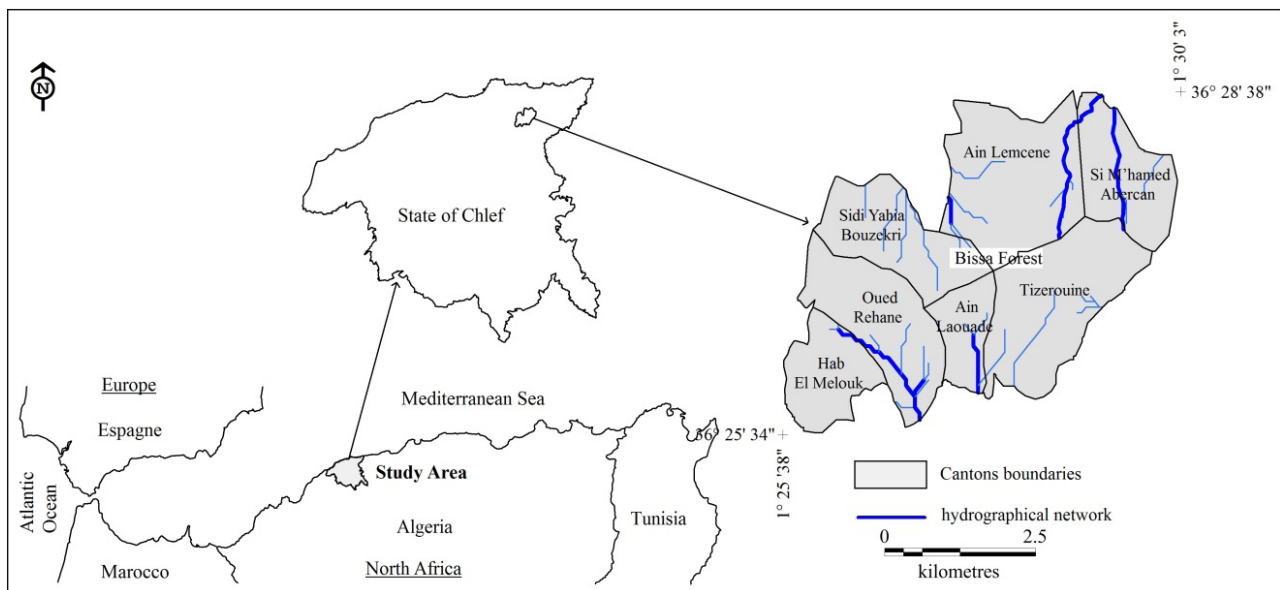 N
State of Chlef
Europe
Espagne
Atlantic
Ocean
Marocco
Mediterranean Sea
Study Area
Algeria
North Africa
Tunisia
1° 30' 3"
+ 36° 28' 38"
Ain Lemcene
Si M'hamed
Abercan
Sidi Yahia
Bouzekri
Bissa Forest
Tizerouine
Oued
Rehane
Ain
Laouade
Hab
El Melouk
36° 25' 34" +
1° 25' 38"
Cantons boundaries
hydrographical network
0 2.5
kilometres